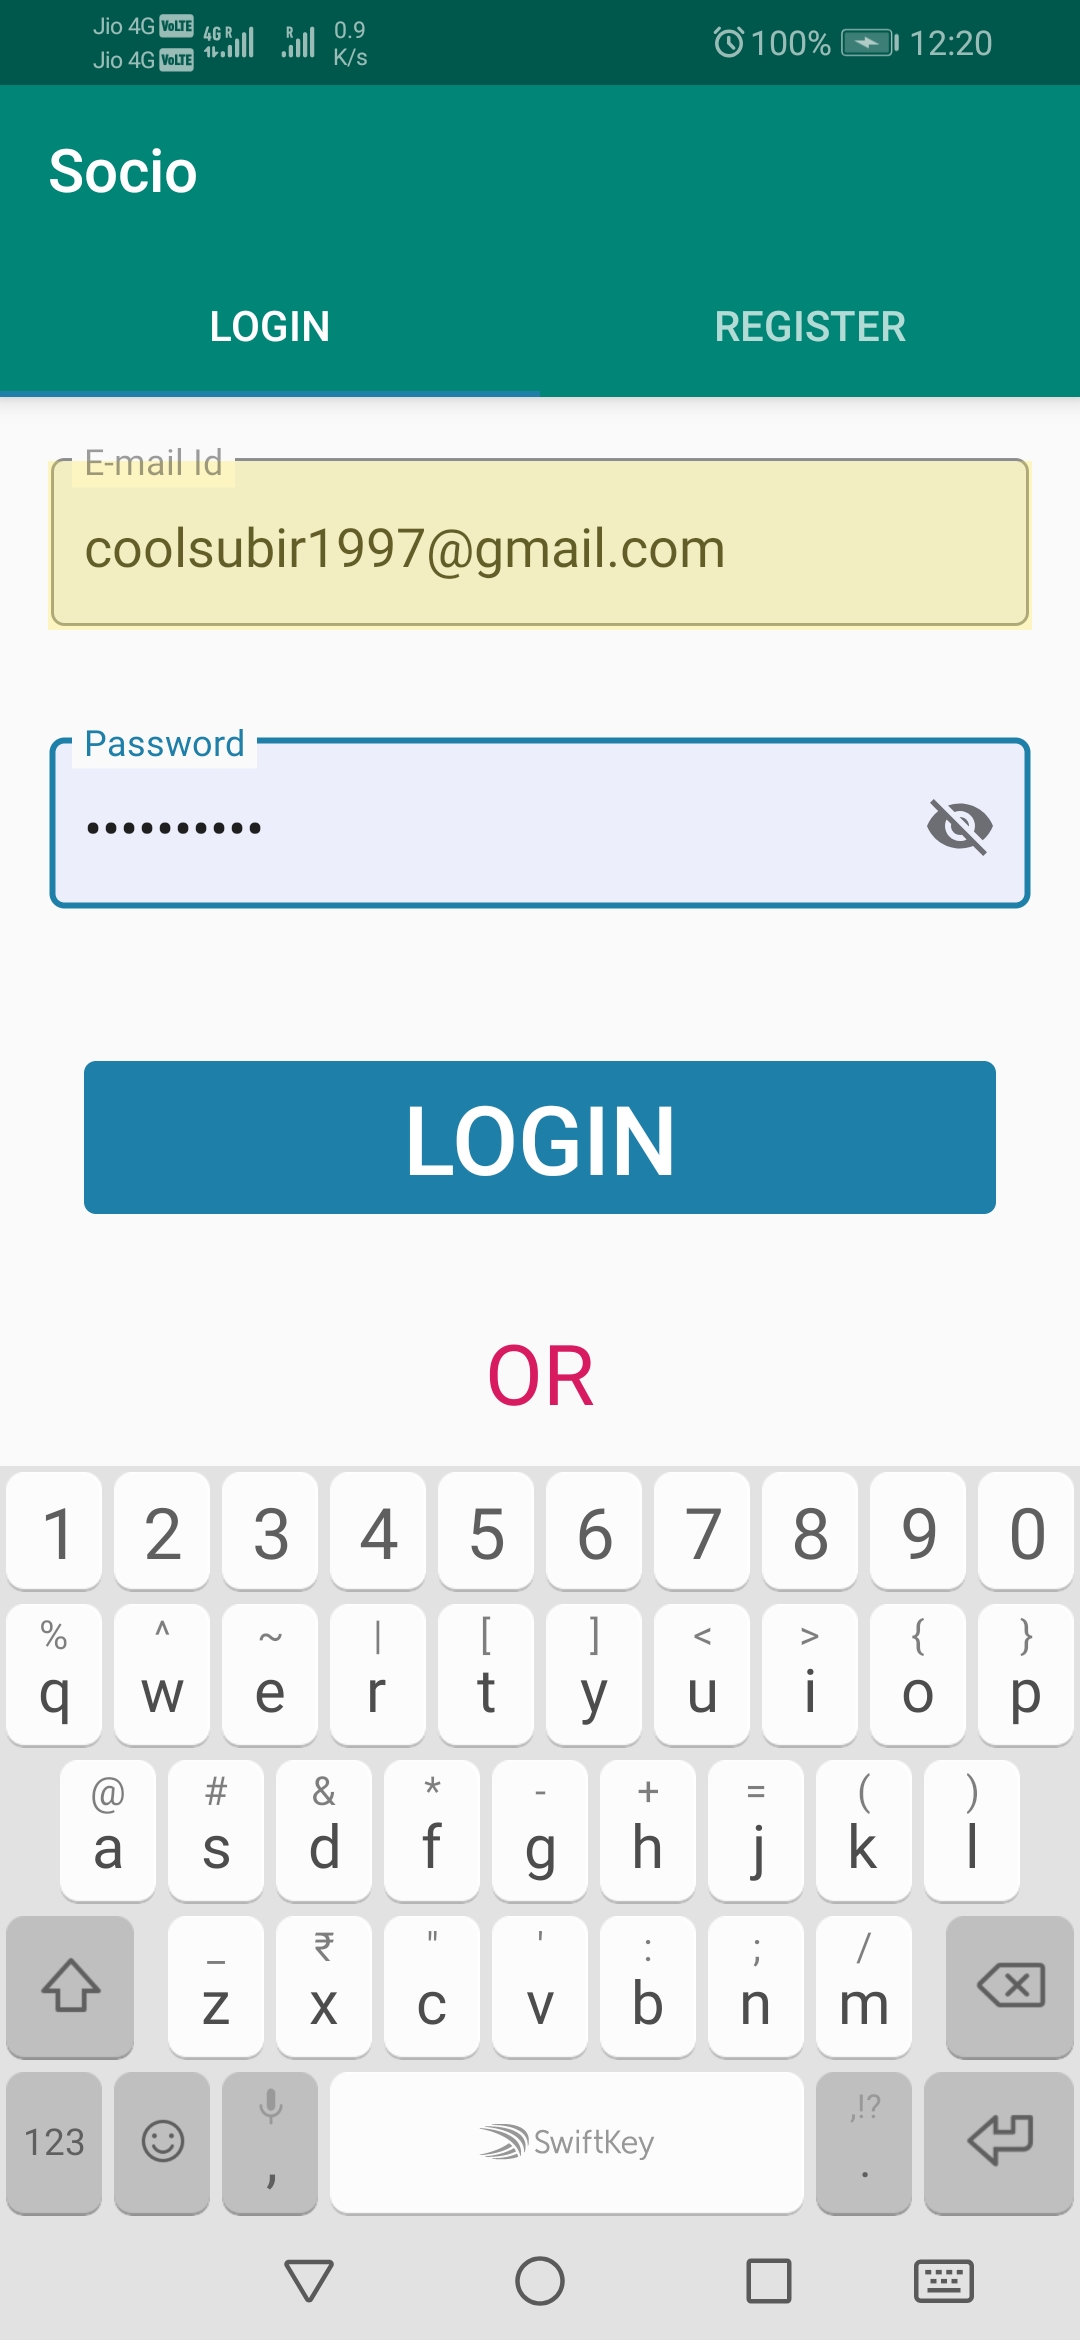 Jio 4G VoLTE 4G R R 0.9 100% 12:20
Jio 4G VoLTE K/s
Socio
LOGIN REGISTER
E-mail Id
coolsubir1997@gmail.com
Password
••••••••••
LOGIN
OR
1 2 3 4 5 6 7 8 9 0
% ^ ~ | [ ] < > { }
q w e r t y u i o p
@ # & * - + = ( )
a s d f g h j k l
_ ₹ " ' : ; /
z x c v b n m
,!?
123 , SwiftKey .